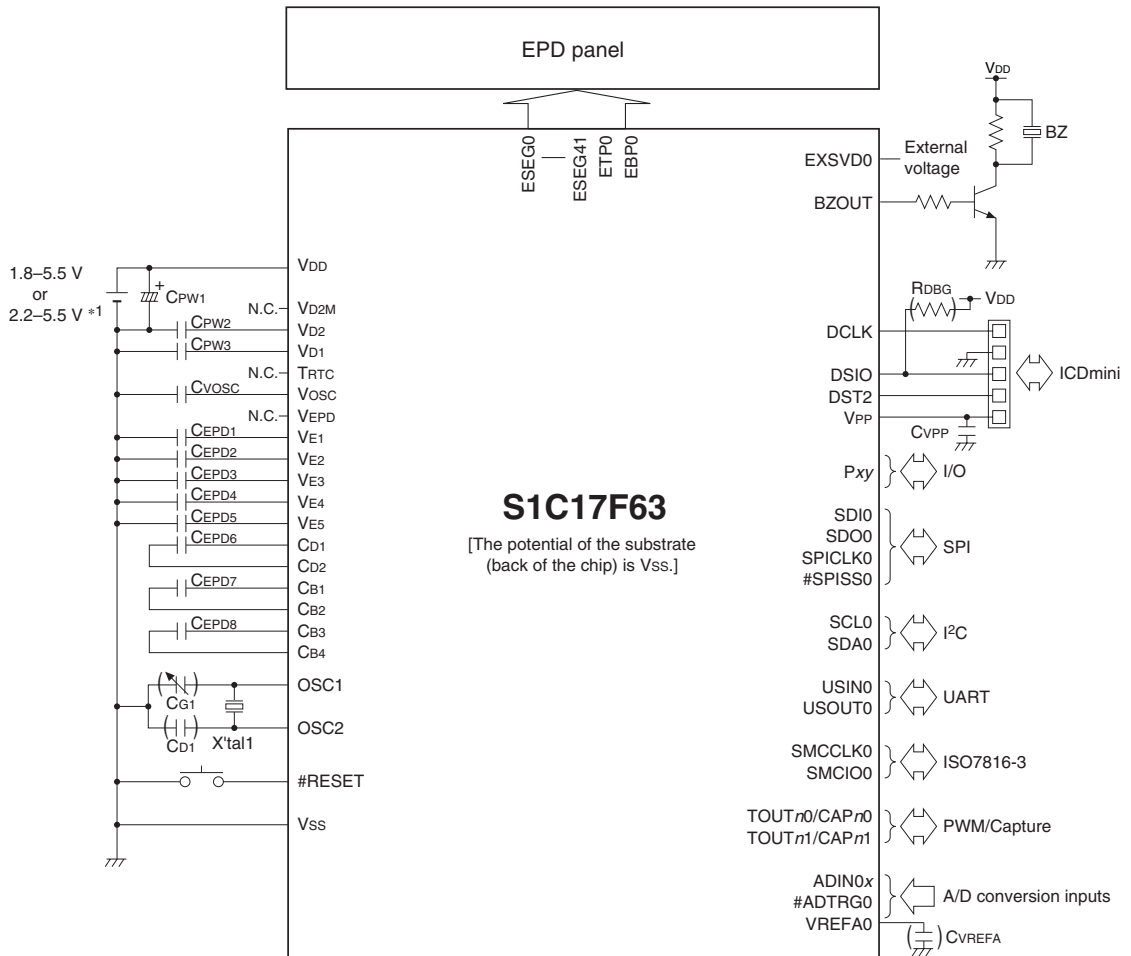 EPD panel
ESEG0
ESEG41
ETP0
EBP0
VDD
BZ
EXSVD0
External
voltage
BZOUT
1.8–5.5 V
or
2.2–5.5 V *1
+
CPW1
VDD
N.C.
VD2M
CPW2
VD2
CPW3
VD1
N.C.
TRTC
CVOSC
VOSC
N.C.
VEPD
CEPD1
VE1
CEPD2
VE2
CEPD3
VE3
CEPD4
VE4
CEPD5
VE5
CEPD6
CD1
CD2
CEPD7
CB1
CB2
CEPD8
CB3
CB4
CG1
OSC1
CD1
X'tal1
OSC2
#RESET
VSS
S1C17F63
[The potential of the substrate
(back of the chip) is VSS.]
RDBG
VDD
DCLK
DSIO
DST2
VPP
CVPP
ICDmini
Pxy
I/O
SDI0
SDO0
SPICLK0
#SPISS0
SPI
SCL0
SDA0
I²C
USIN0
USOUT0
UART
SMCCLK0
SMCIO0
ISO7816-3
TOUTn0/CAPn0
TOUTn1/CAPn1
PWM/Capture
ADIN0x
#ADTRG0
VREFA0
A/D conversion inputs
CVREFA